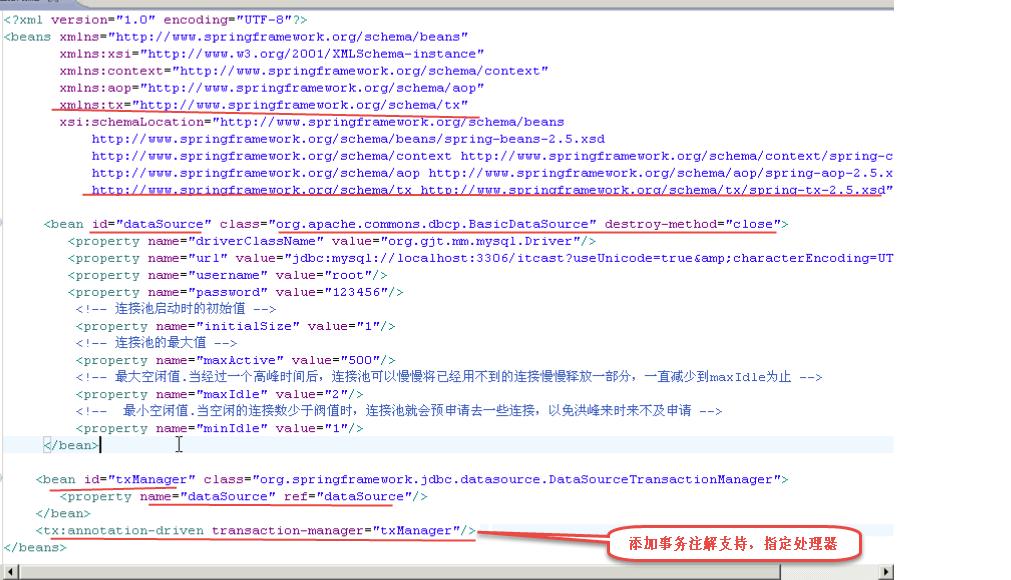 <?xml version="1.0" encoding="UTF-8"?>
<beans xmlns="http://www.springframework.org/schema/beans"
xmlns:xsi="http://www.w3.org/2001/XMLSchema-instance"
xmlns:context="http://www.springframework.org/schema/context"
xmlns:aop="http://www.springframework.org/schema/aop"
xmlns:tx="http://www.springframework.org/schema/tx"
xsi:schemaLocation="http://www.springframework.org/schema/beans
http://www.springframework.org/schema/beans/spring-beans-2.5.xsd
http://www.springframework.org/schema/context http://www.springframework.org/schema/context/spring-c
http://www.springframework.org/schema/aop http://www.springframework.org/schema/aop/spring-aop-2.5.x
http://www.springframework.org/schema/tx http://www.springframework.org/schema/tx/spring-tx-2.5.xsd"
<bean id="dataSource" class="org.apache.commons.dbcp.BasicDataSource" destroy-method="close">
<property name="driverClassName" value="org.gjt.mm.mysql.Driver"/>
<property name="url" value="jdbc:mysql://localhost:3306/itcast?useUnicode=true&amp;characterEncoding=UT
<property name="username" value="root"/>
<property name="password" value="123456"/>
<!-- 连接池启动时的初始值 -->
<property name="initialSize" value="1"/>
<!-- 连接池的最大值 -->
<property name="maxActive" value="500"/>
<!-- 最大空闲值.当经过一个高峰时间后，连接池可以慢慢将已经用不到的连接慢慢释放一部分，一直减少到maxIdle为止 -->
<property name="maxIdle" value="2"/>
<!-- 最小空闲值.当空闲的连接数少于阀值时，连接池就会预申请去一些连接，以免洪峰来时来不及申请 -->
<property name="minIdle" value="1"/>
</bean>
<bean id="txManager" class="org.springframework.jdbc.datasource.DataSourceTransactionManager">
<property name="dataSource" ref="dataSource"/>
</bean>
<tx:annotation-driven transaction-manager="txManager"/>
添加事务注解支持，指定处理器
</beans>